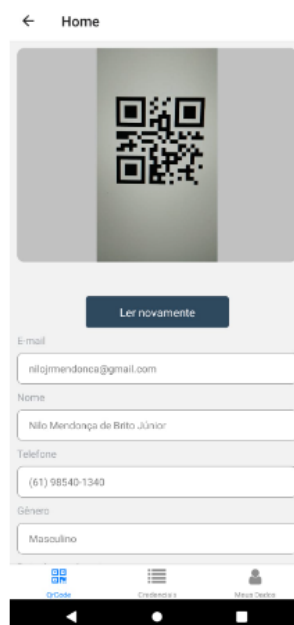 Home
Ler novamente
E-mail
nilojrmendonca@gmail.com
Nome
Nilo Mendonça de Brito Júnior
Telefone
(61) 98540-1340
Gênero
Masculino
QrCode
Credenciais
Meus Dados